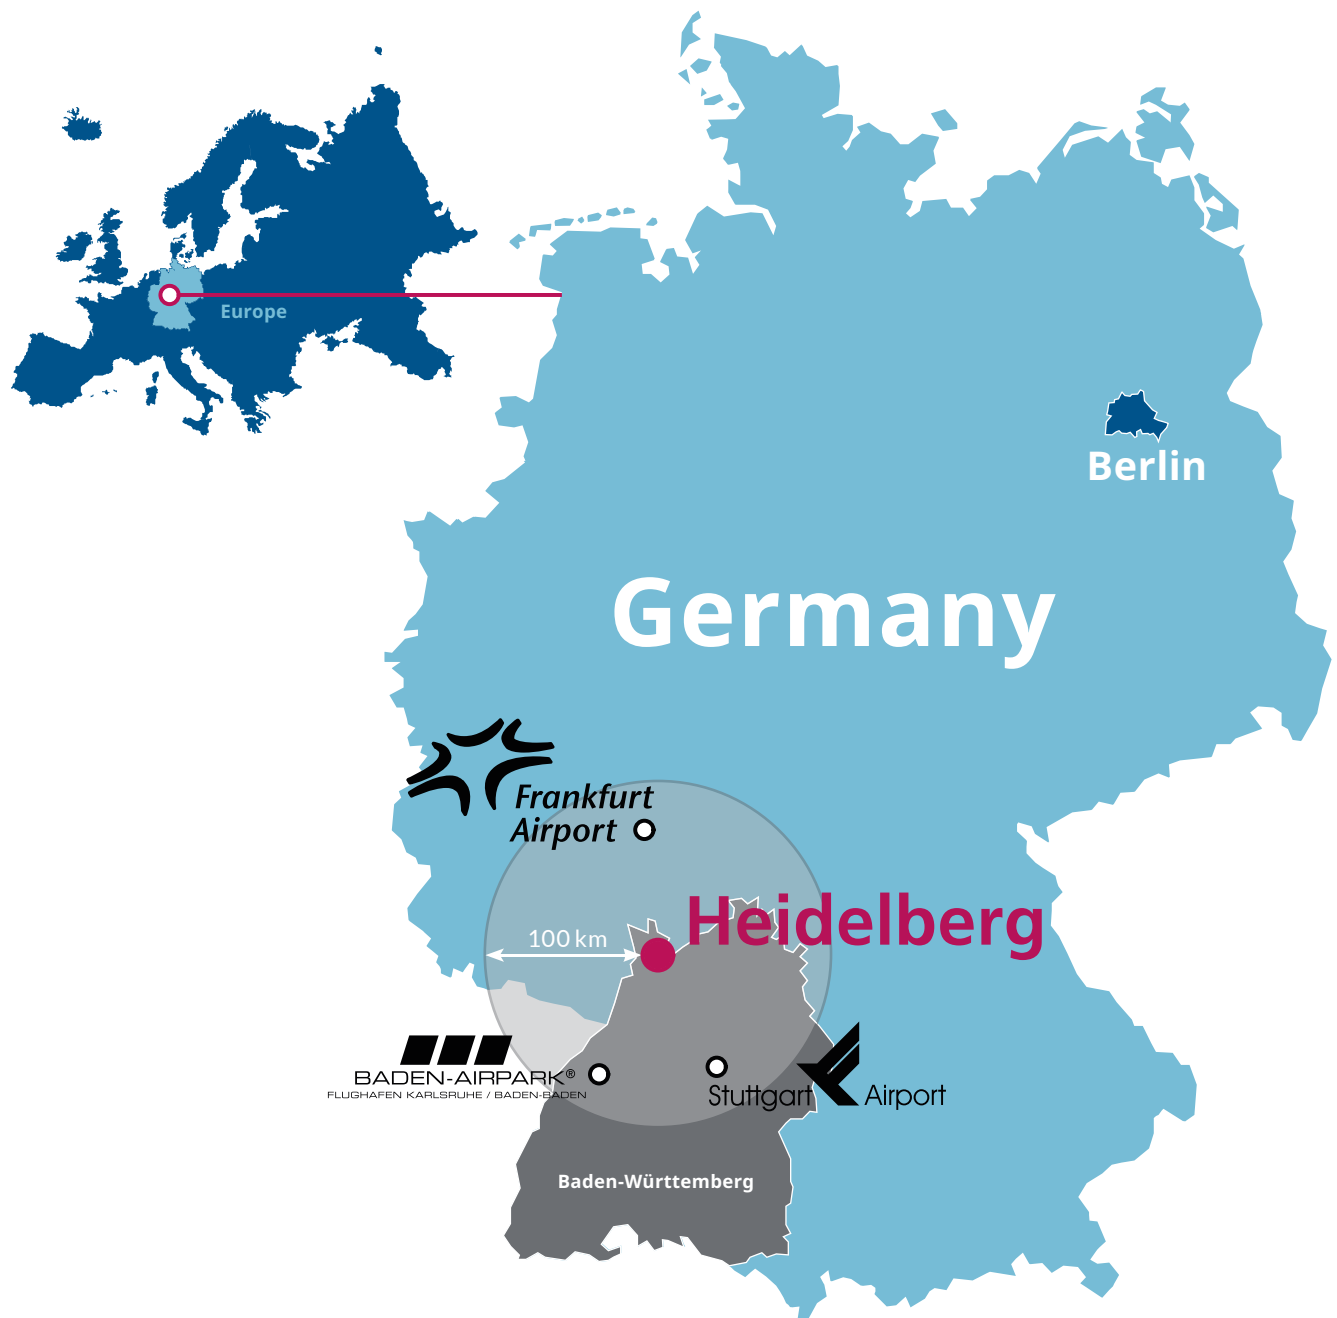 Europe
Berlin
Germany
Frankfurt
Airport
Heidelberg
100 km
BADEN-AIRPARK®
FLUGHAFEN KARLSRUHE / BADEN-BADEN
Stuttgart Airport
Baden-Württemberg